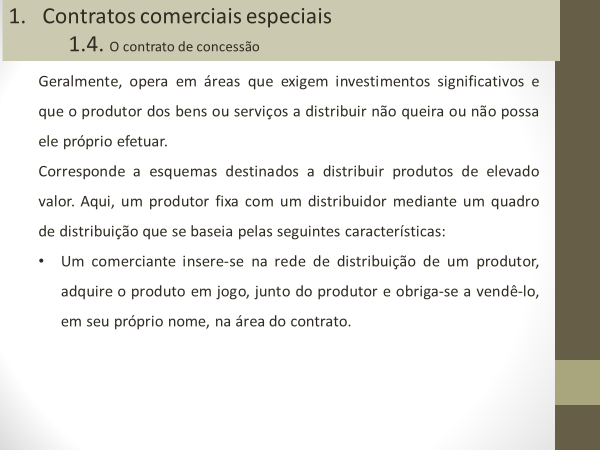 1. Contratos comerciais especiais
1.4. O contrato de concessão
Geralmente, opera em áreas que exigem investimentos significativos e
que o produtor dos bens ou serviços a distribuir não queira ou não possa
ele próprio efetuar.
Corresponde a esquemas destinados a distribuir produtos de elevado
valor. Aqui, um produtor fixa com um distribuidor mediante um quadro
de distribuição que se baseia pelas seguintes características:
• Um comerciante insere-se na rede de distribuição de um produtor,
adquire o produto em jogo, junto do produtor e obriga-se a vendê-lo,
em seu próprio nome, na área do contrato.